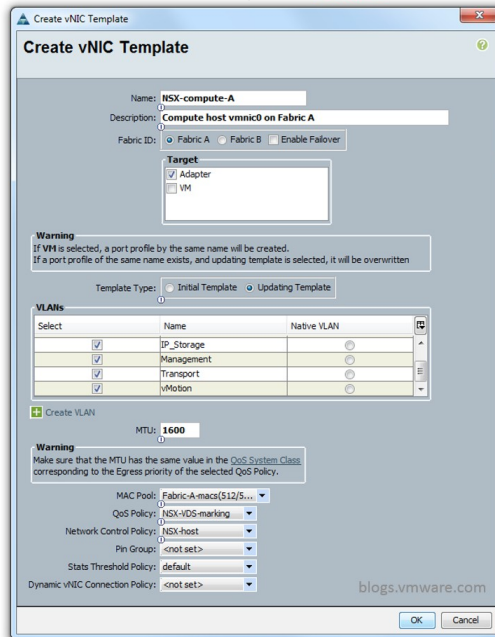 Create vNIC Template
Create vNIC Template
Name: NSX-compute-A
Description: Compute host vmnic0 on Fabric A
Fabric ID: Fabric A Fabric B Enable Failover
Target
Adapter
VM
Warning
If VM is selected, a port profile by the same name will be created.
If a port profile of the same name exists, and updating template is selected, it will be overwritten
Template Type: Initial Template Updating Template
VLANs
Select Name Native VLAN
IP_Storage
Management
Transport
vMotion
Create VLAN
MTU: 1600
Warning
Make sure that the MTU has the same value in the QoS System Class
corresponding to the Egress priority of the selected QoS Policy.
MAC Pool: Fabric-A-macs(512/5...
QoS Policy: NSX-VDS-marking
Network Control Policy: NSX-host
Pin Group: <not set>
Stats Threshold Policy: default
Dynamic vNIC Connection Policy: <not set>
blogs.vmware.com
OK Cancel